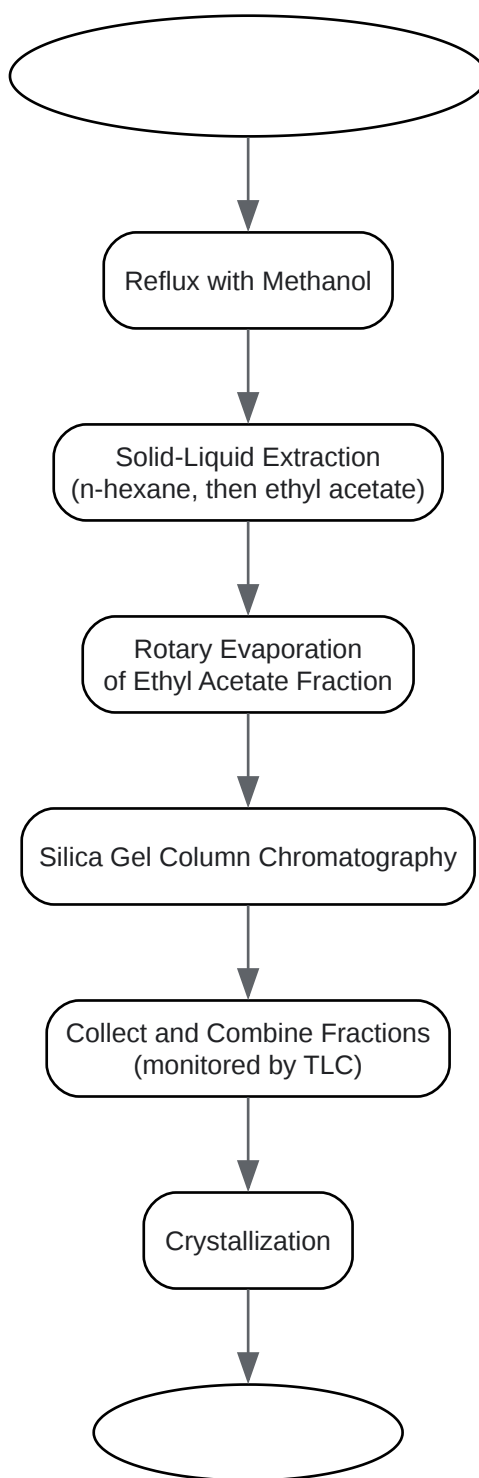 Reflux with Methanol
Solid-Liquid Extraction
(n-hexane, then ethyl acetate)
Rotary Evaporation
of Ethyl Acetate Fraction
Silica Gel Column Chromatography
Collect and Combine Fractions
(monitored by TLC)
Crystallization